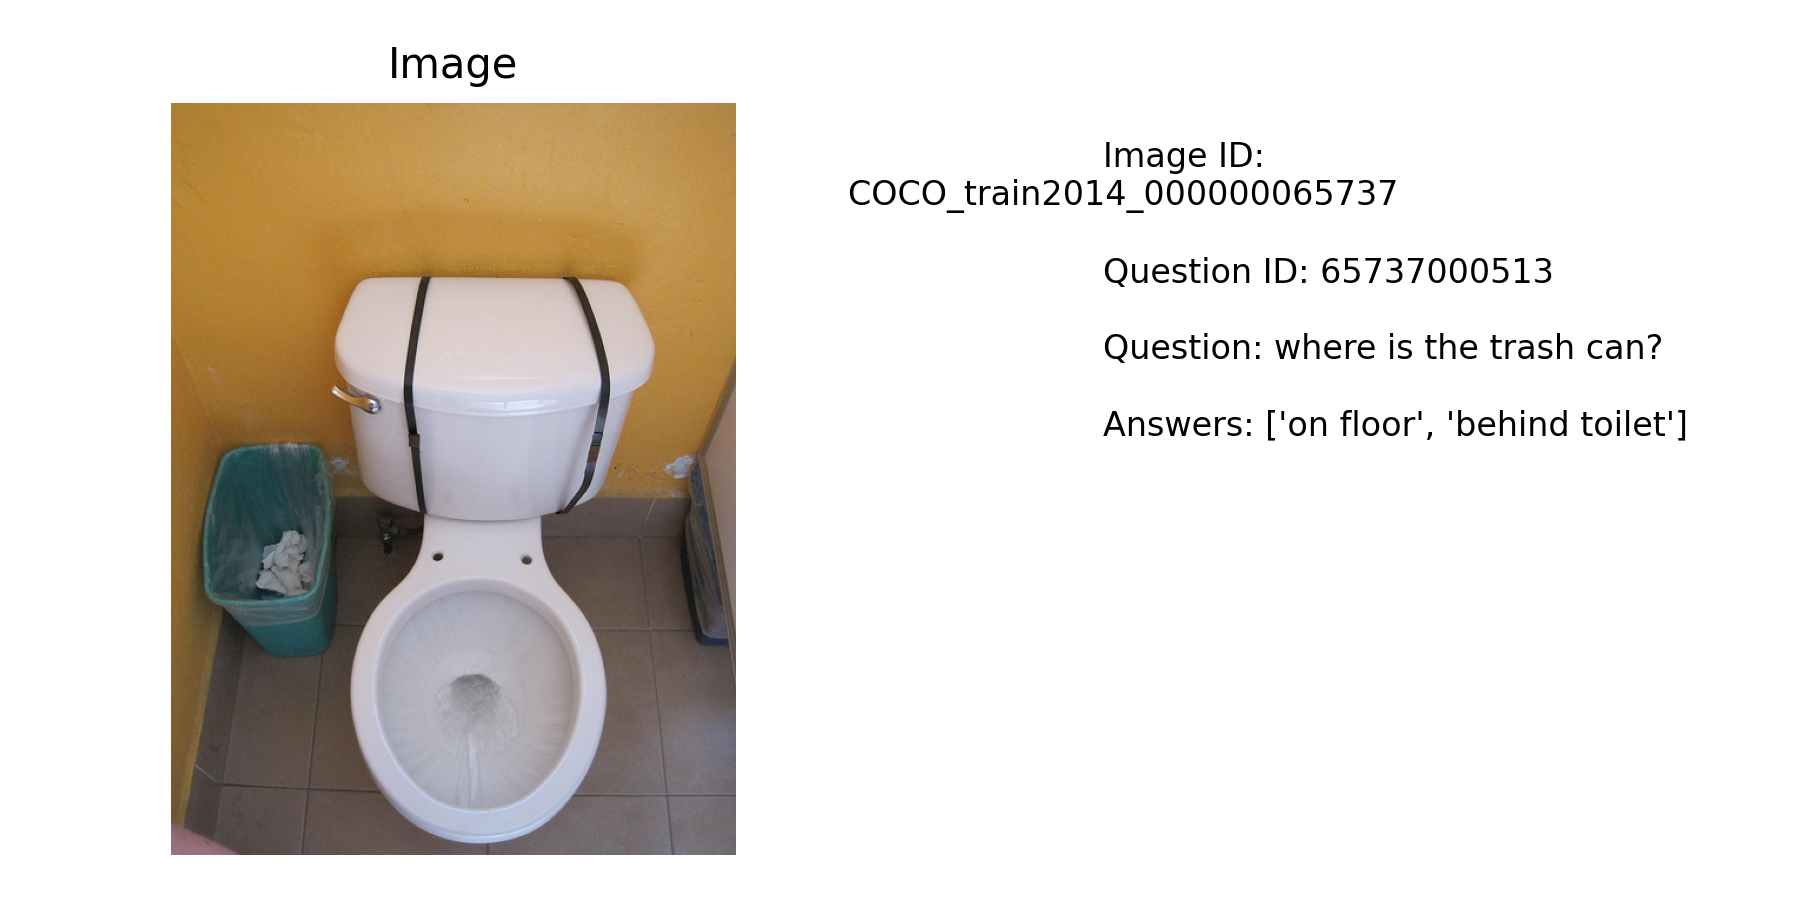 Image
Image ID:
COCO_train2014_000000065737
Question ID: 65737000513
Question: where is the trash can?
Answers: ['on floor', 'behind toilet']